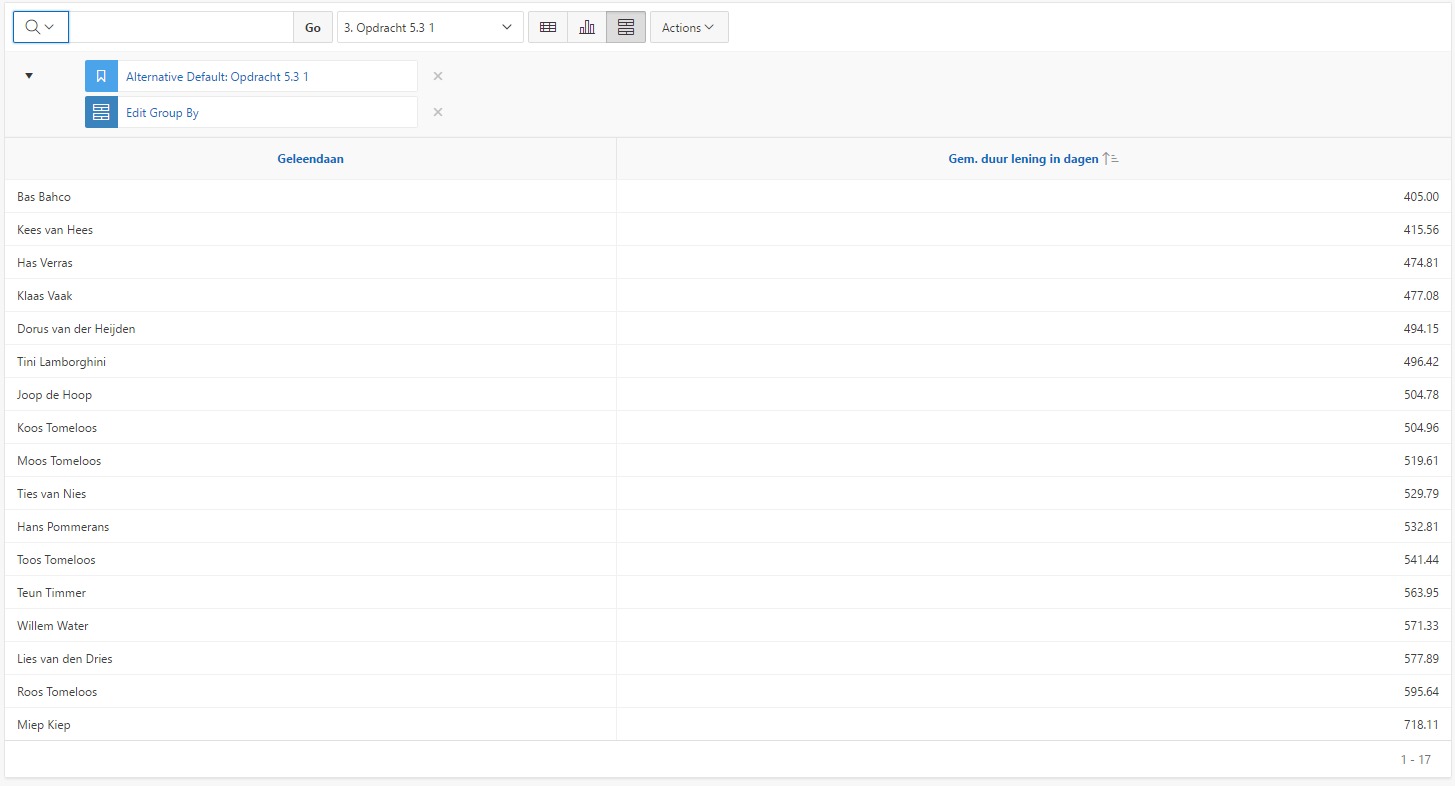 Go 3. Opdracht 5.3 1 Actions
Alternative Default: Opdracht 5.3 1
Edit Group By
Geleendaan Gem. duur lening in dagen
Bas Bahco 405.00
Kees van Hees 415.56
Has Verras 474.81
Klaas Vaak 477.08
Dorus van der Heijden 494.15
Tini Lamborghini 496.42
Joop de Hoop 504.78
Koos Tomeloos 504.96
Moos Tomeloos 519.61
Ties van Nies 529.79
Hans Pommerans 532.81
Toos Tomeloos 541.44
Teun Timmer 563.95
Willem Water 571.33
Lies van den Dries 577.89
Roos Tomeloos 595.64
Miep Kiep 718.11
1 - 17